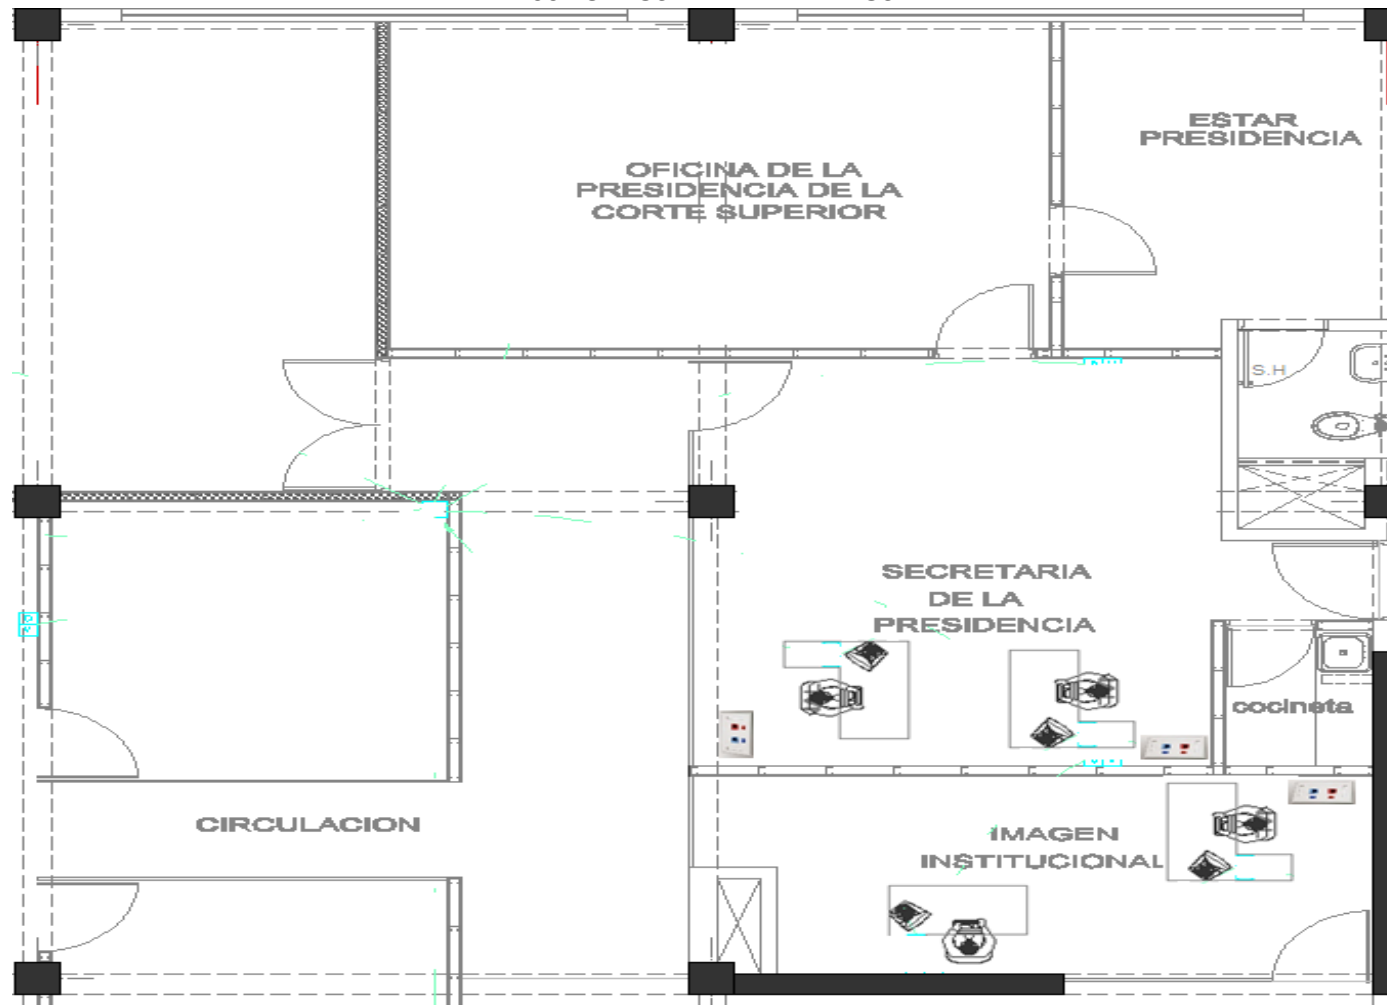 ESTAR
PRESIDENCIA
OFICINA DE LA
PRESIDENCIA DE LA
CORTE SUPERIOR
S.H
SECRETARIA
DE LA
PRESIDENCIA
cocineta
CIRCULACION
IMAGEN
INSTITUCIONAL